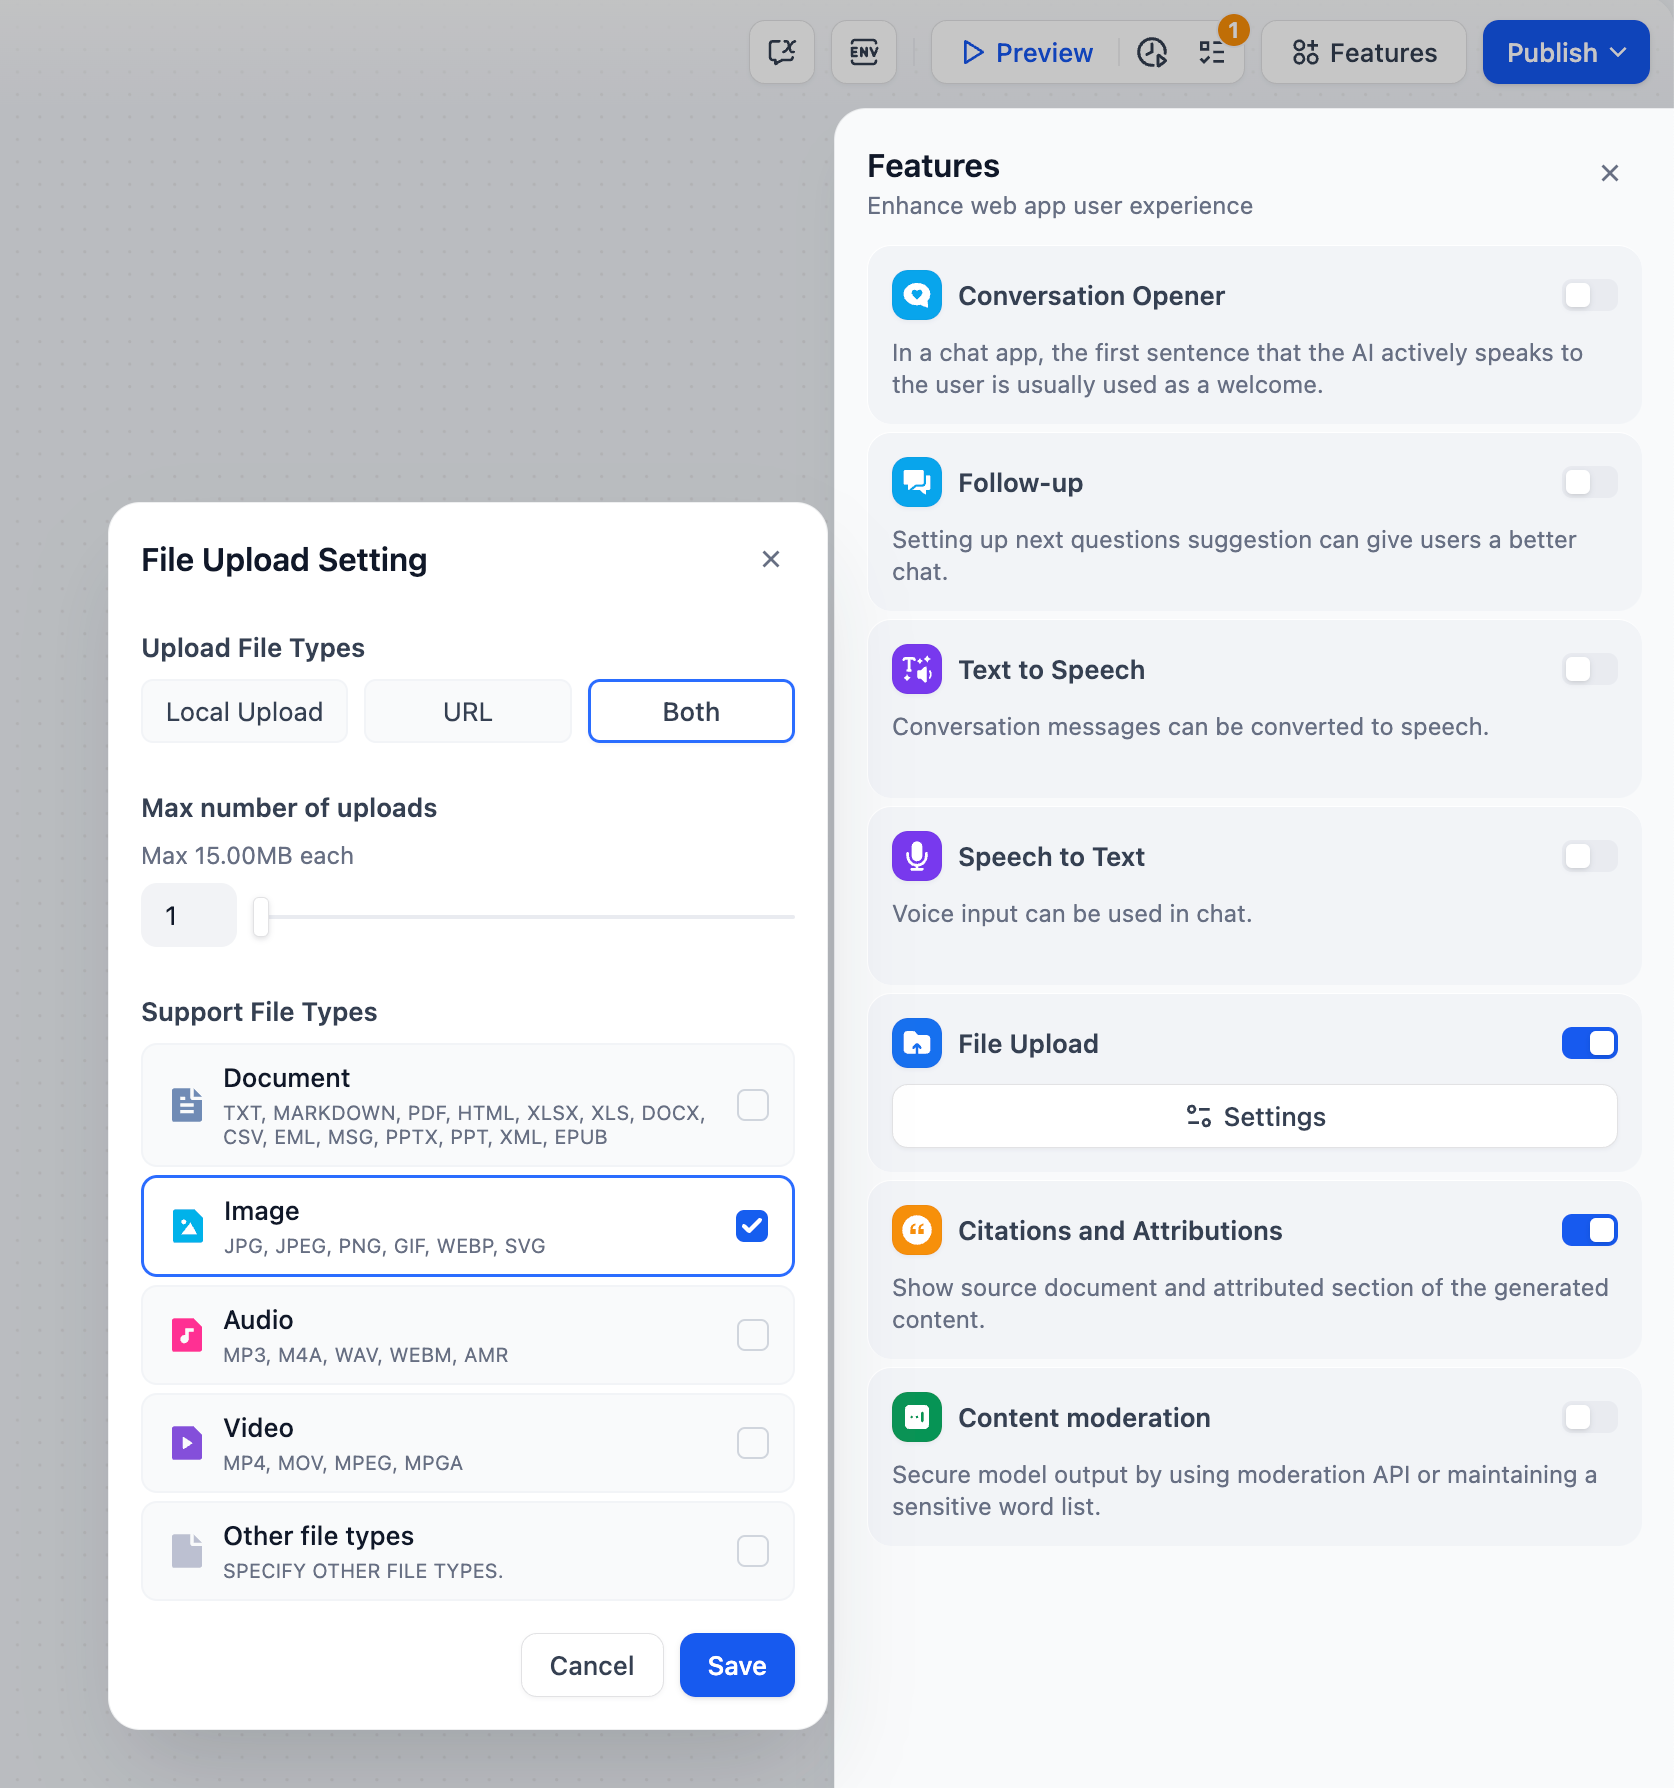 ENV
Preview
1
Features
Publish
Features
Enhance web app user experience
Conversation Opener
In a chat app, the first sentence that the AI actively speaks to
the user is usually used as a welcome.
Follow-up
Setting up next questions suggestion can give users a better
chat.
Text to Speech
Conversation messages can be converted to speech.
Speech to Text
Voice input can be used in chat.
File Upload
Settings
Citations and Attributions
Show source document and attributed section of the generated
content.
Content moderation
Secure model output by using moderation API or maintaining a
sensitive word list.
File Upload Setting
Upload File Types
Local Upload
URL
Both
Max number of uploads
Max 15.00MB each
1
Support File Types
Document
TXT, MARKDOWN, PDF, HTML, XLSX, XLS, DOCX,
CSV, EML, MSG, PPTX, PPT, XML, EPUB
Image
JPG, JPEG, PNG, GIF, WEBP, SVG
Audio
MP3, M4A, WAV, WEBM, AMR
Video
MP4, MOV, MPEG, MPGA
Other file types
SPECIFY OTHER FILE TYPES.
Cancel
Save